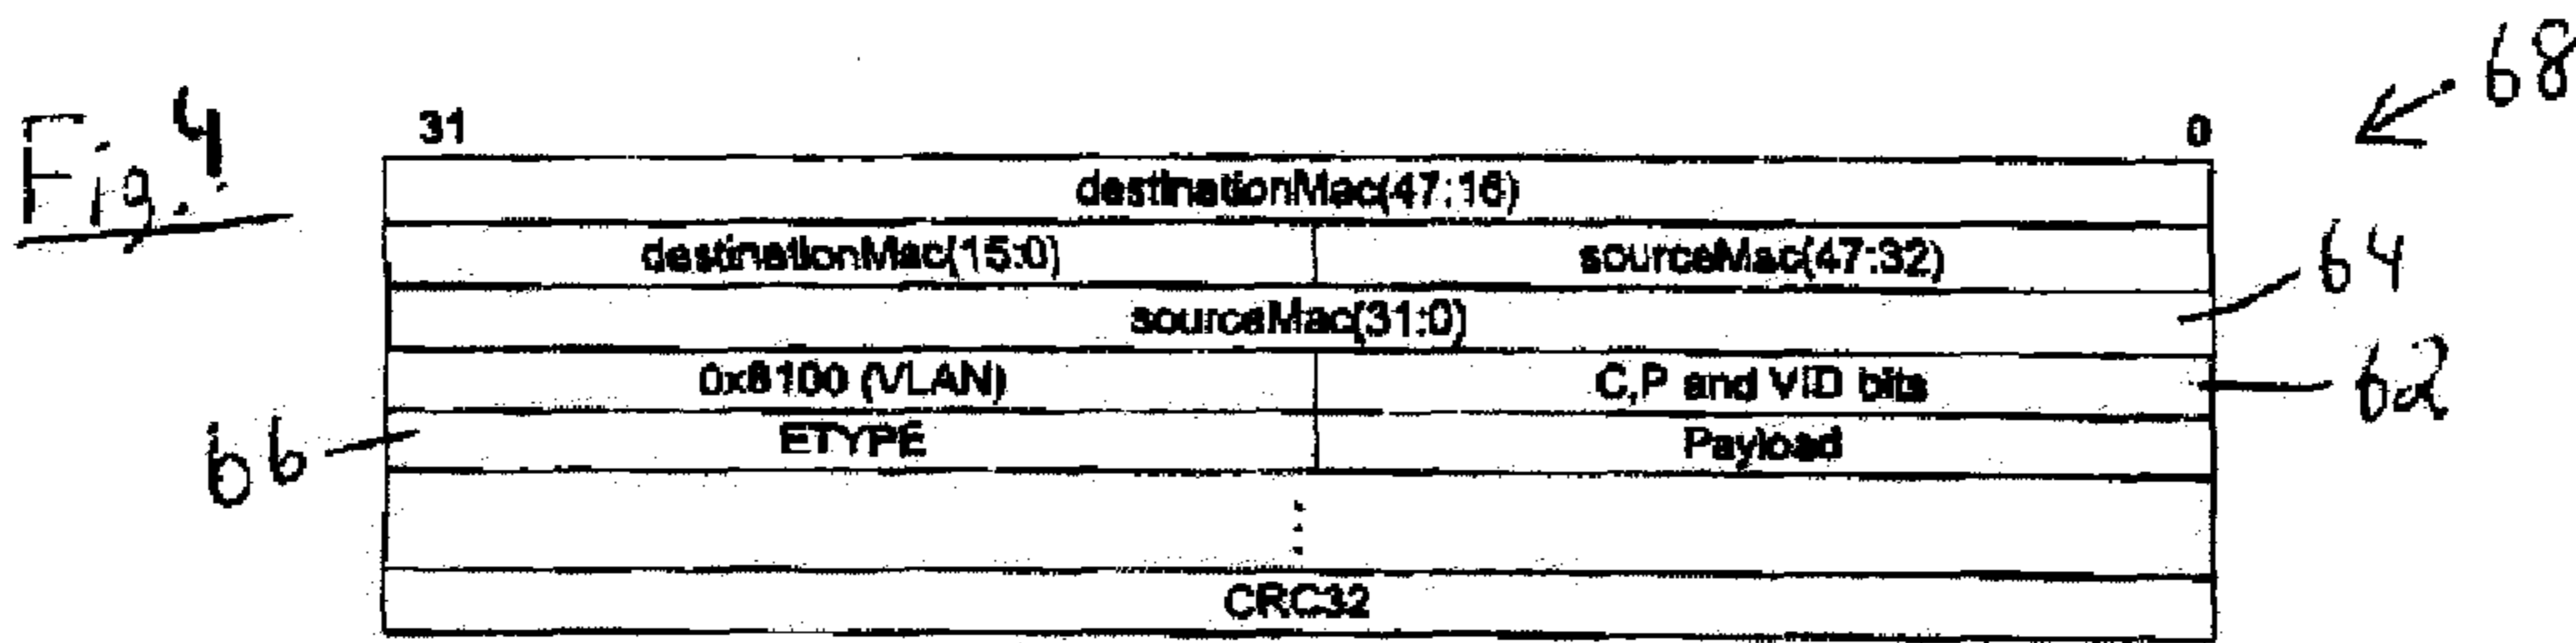 Fig. 4
68
31 0
destinationMac(47:16)
destinationMac(15:0) sourceMac(47:32)
64
sourceMac(31:0)
0x8100 (VLAN) C,P and VID bits
62
66
ETYPE Payload
⋮
CRC32